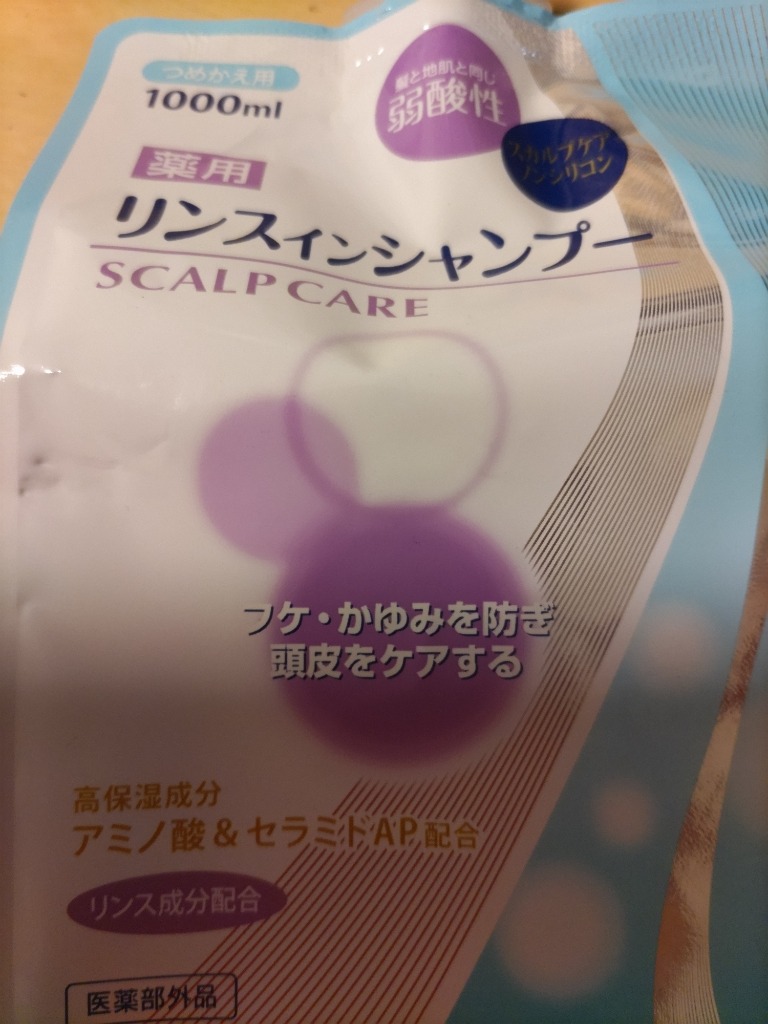 つめかえ用
1000ml
髪と地肌と同じ
弱酸性
スカルプケア
ノンシリコン
薬用
リンスインシャンプー
SCALP CARE
フケ・かゆみを防ぎ
頭皮をケアする
高保湿成分
アミノ酸&セラミドAP配合
リンス成分配合
医薬部外品